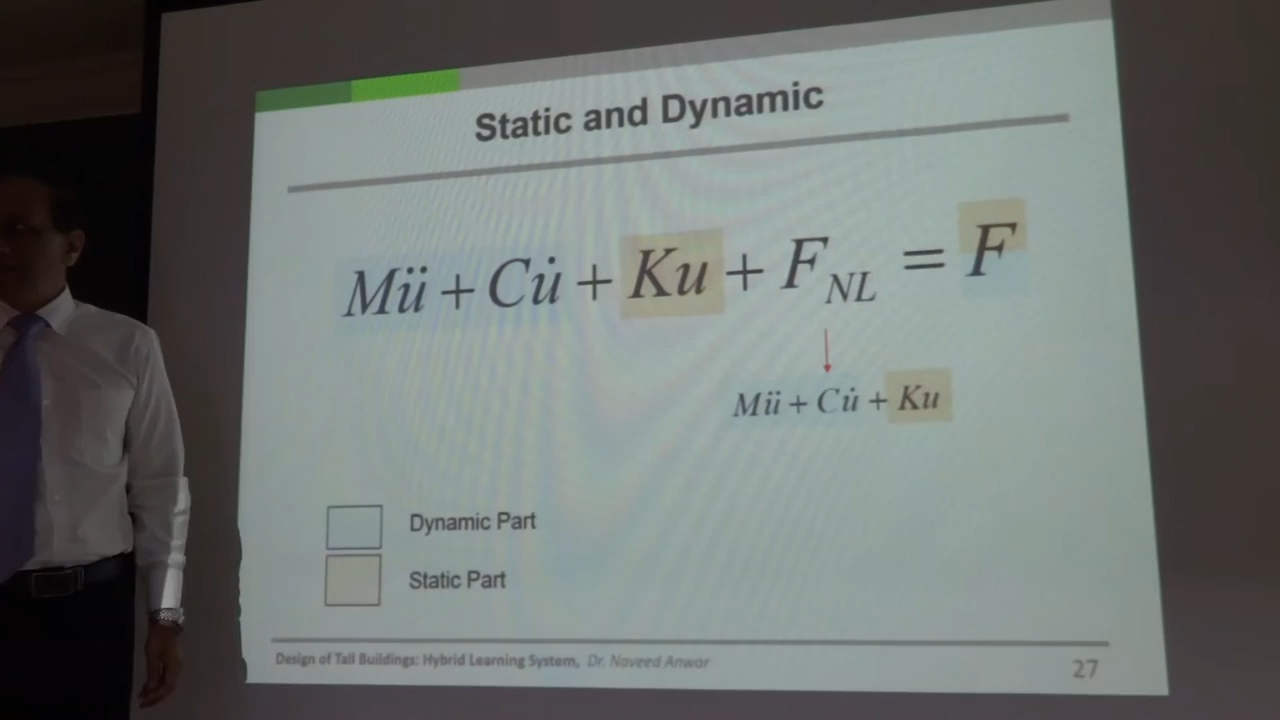 Static and Dynamic
Mü + Cu̇ + Ku + F_NL = F
Mü + Cu̇ + Ku
Dynamic Part
Static Part
Design of Tall Buildings: Hybrid Learning System, Dr. Naveed Anwar
27